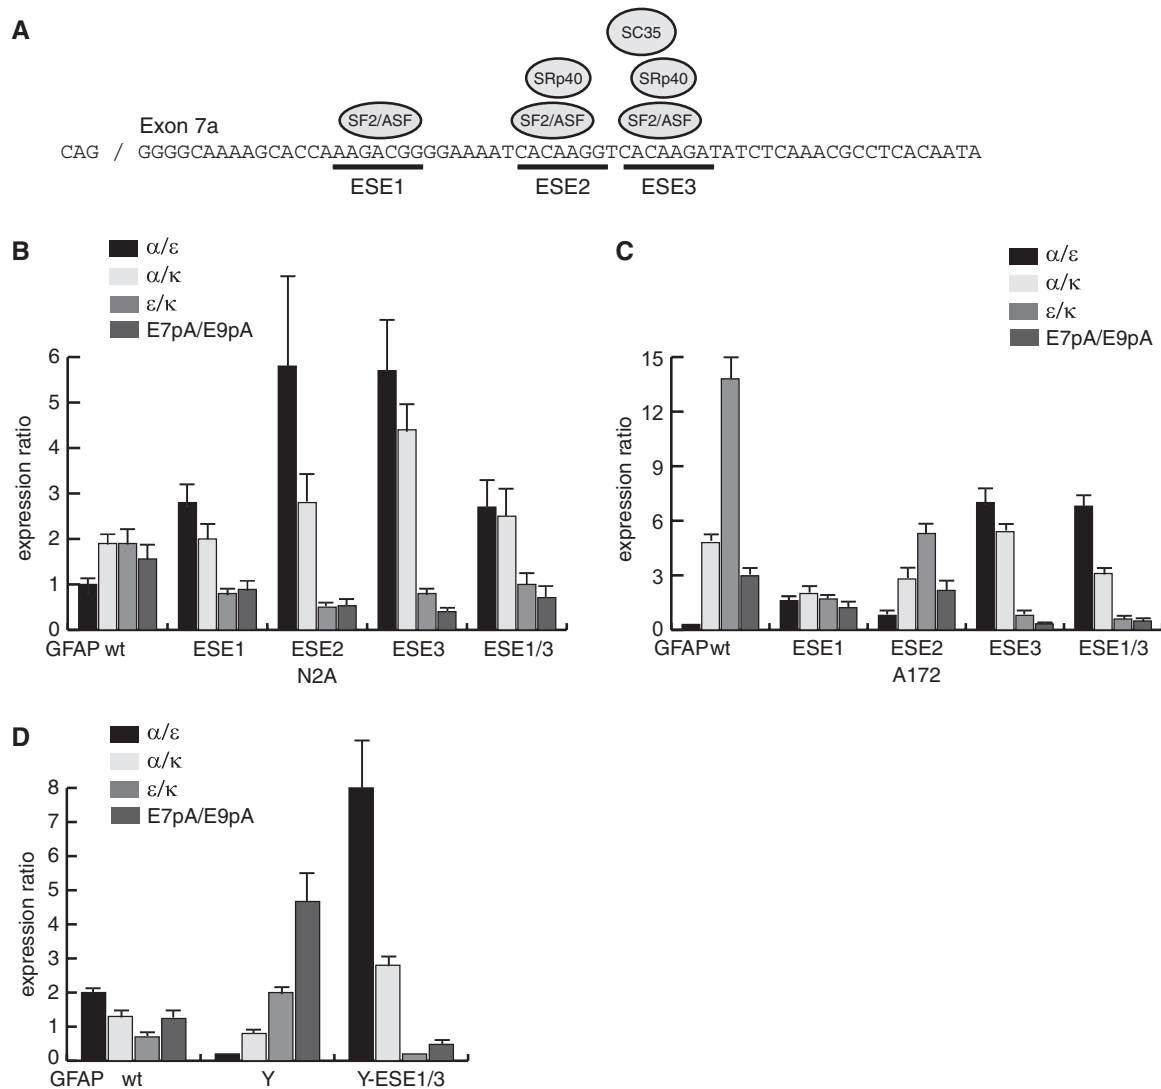 A
SC35
SRp40 SRp40
SF2/ASF SF2/ASF SF2/ASF
Exon 7a
CAG / GGGGCAAAAGCACCAAAGACGGGGAAAATCACAAGGTCACAAGATATCTCAAACGCCTCACAATA
ESE1 ESE2 ESE3
B
α/ε
α/κ
ε/κ
E7pA/E9pA
expression ratio
6
5
4
3
2
1
0
GFAP wt ESE1 ESE2 ESE3 ESE1/3
N2A
C
α/ε
α/κ
ε/κ
E7pA/E9pA
expression ratio
15
12
9
6
3
0
GFAP wt ESE1 ESE2 ESE3 ESE1/3
A172
D
α/ε
α/κ
ε/κ
E7pA/E9pA
expression ratio
8
7
6
5
4
3
2
1
0
GFAP wt Y Y-ESE1/3